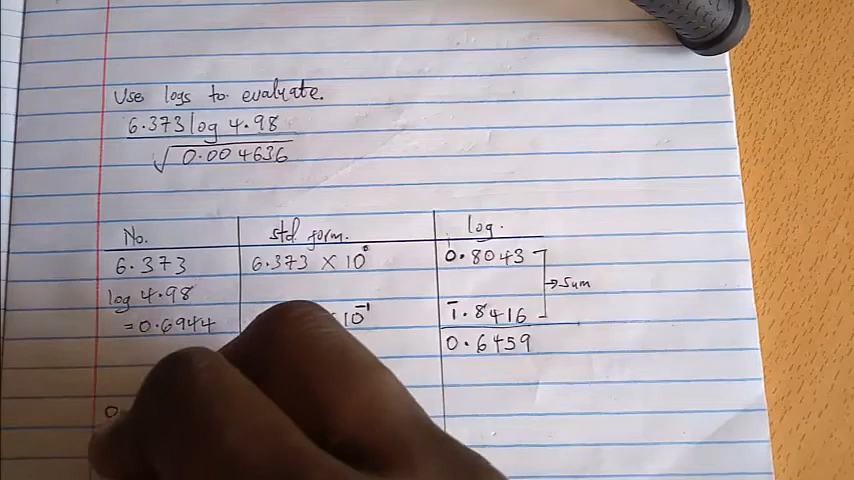 Use logs to evaluate.
6.373 log 4.98
√0.004636
No. std form. log.
6.373 6.373 × 10⁰ 0.8043
→ Sum
log 4.98
= 0.6944 10⁻¹ 1̄.8416
0.6459
0